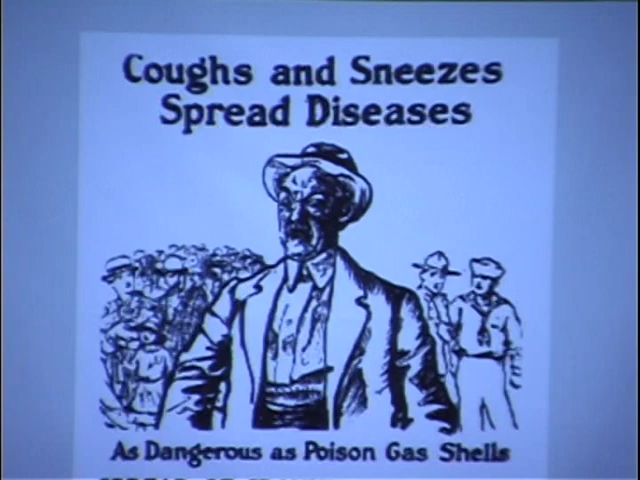 Coughs and Sneezes
Spread Diseases
As Dangerous as Poison Gas Shells